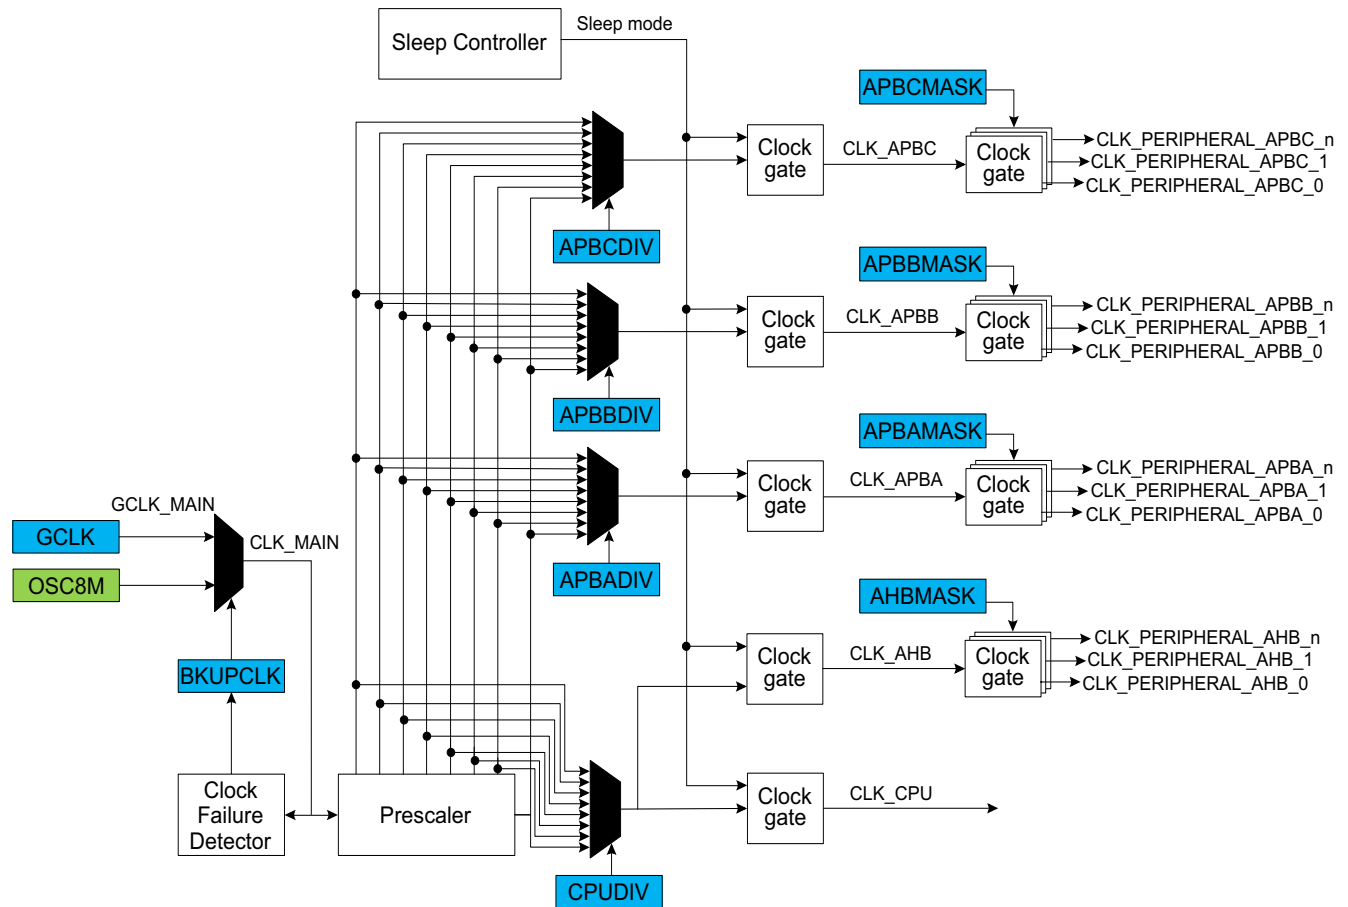 Sleep Controller
Sleep mode
APBCMASK
Clock
gate
CLK_APBC
Clock
gate
CLK_PERIPHERAL_APBC_n
CLK_PERIPHERAL_APBC_1
CLK_PERIPHERAL_APBC_0
APBCDIV
APBBMASK
Clock
gate
CLK_APBB
Clock
gate
CLK_PERIPHERAL_APBB_n
CLK_PERIPHERAL_APBB_1
CLK_PERIPHERAL_APBB_0
APBBDIV
APBAMASK
Clock
gate
CLK_APBA
Clock
gate
CLK_PERIPHERAL_APBA_n
CLK_PERIPHERAL_APBA_1
CLK_PERIPHERAL_APBA_0
GCLK_MAIN
GCLK
CLK_MAIN
OSC8M
APBADIV
AHBMASK
Clock
gate
CLK_AHB
Clock
gate
CLK_PERIPHERAL_AHB_n
CLK_PERIPHERAL_AHB_1
CLK_PERIPHERAL_AHB_0
BKUPCLK
Clock
Failure
Detector
Prescaler
Clock
gate
CLK_CPU
CPUDIV